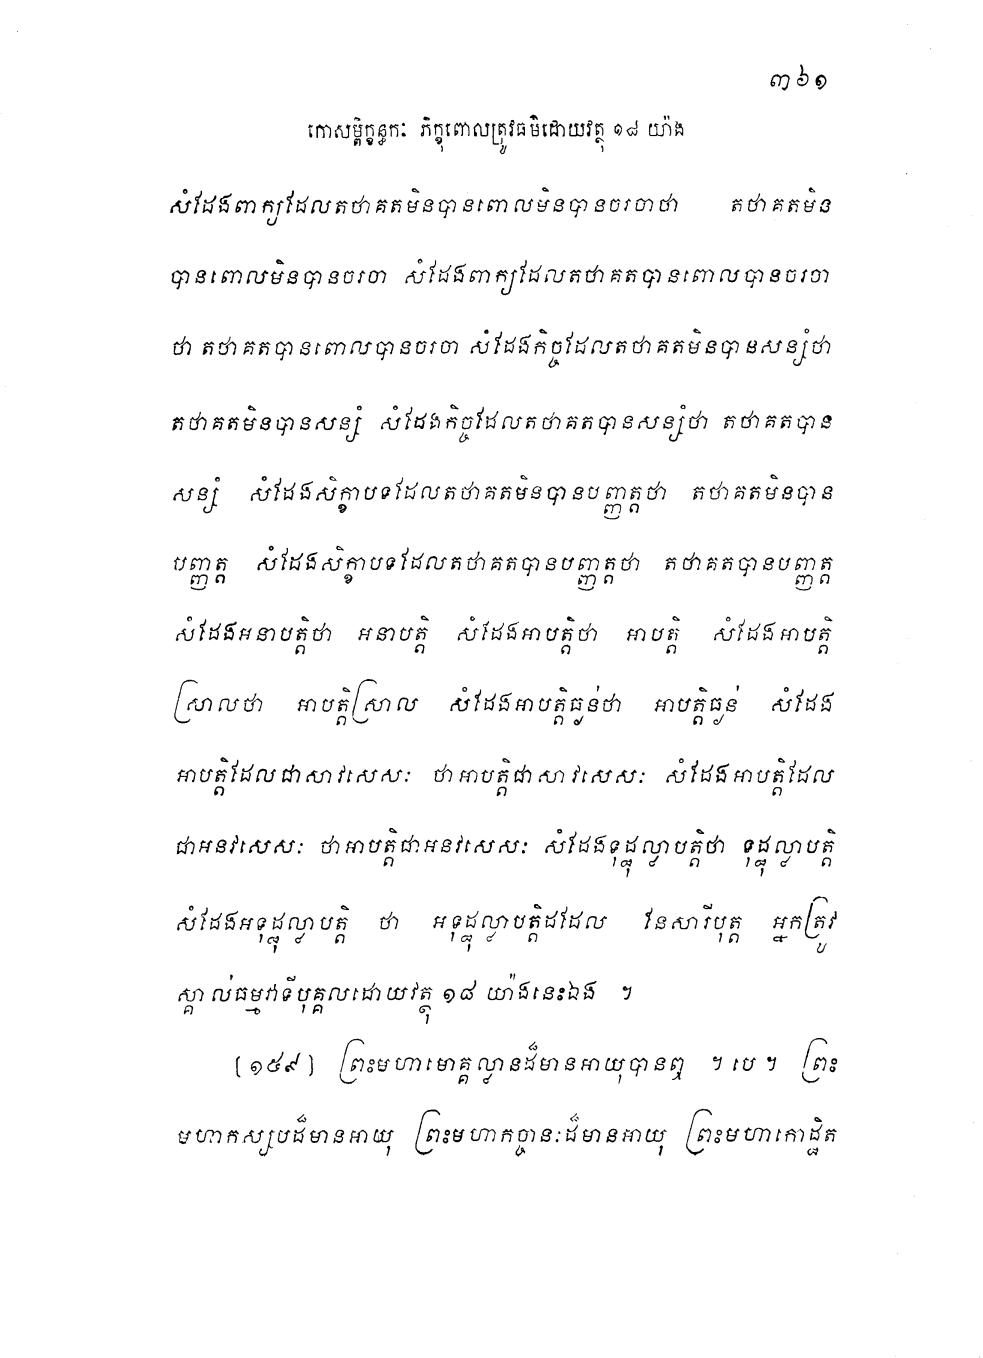 ៣៦១
កោសម្ពិក្ខន្ធកៈ ភិក្ខុពោលត្រូវធម៌ដោយវត្ថុ ១៨ យ៉ាង
សំដែងពាក្យដែលតថាគតមិនបានពោលមិនបានចរចាថា តថាគតមិន
បានពោលមិនបានចរចា សំដែងពាក្យដែលតថាគតបានពោលបានចរចា
ថា តថាគតបានពោលបានចរចា សំដែងកិច្ចដែលតថាគតមិនបានសន្សំថា
តថាគតមិនបានសន្សំ សំដែងកិច្ចដែលតថាគតបានសន្សំថា តថាគតបាន
សន្សំ សំដែងសិក្ខាបទដែលតថាគតមិនបានបញ្ញត្តថា តថាគតមិនបាន
បញ្ញត្ត សំដែងសិក្ខាបទដែលតថាគតបានបញ្ញត្តថា តថាគតបានបញ្ញត្ត
សំដែងអនាបត្តិថា អនាបត្តិ សំដែងអាបត្តិថា អាបត្តិ សំដែងអាបត្តិ
ស្រាលថា អាបត្តិស្រាល សំដែងអាបត្តិធ្ងន់ថា អាបត្តិធ្ងន់ សំដែង
អាបត្តិដែលជាសាវសេសៈ ថាអាបត្តិជាសាវសេសៈ សំដែងអាបត្តិដែល
ជាអនវសេសៈ ថាអាបត្តិជាអនវសេសៈ សំដែងទុដ្ឋុល្លាបត្តិថា ទុដ្ឋុល្លាបត្តិ
សំដែងអទុដ្ឋុល្លាបត្តិ ថា អទុដ្ឋុល្លាបត្តិដដែល នែសារីបុត្ត អ្នកត្រូវ
ស្គាល់ធម្មវាទីបុគ្គលដោយវត្ថុ ១៨ យ៉ាងនេះឯង ។
[១៥៩] ព្រះមហាមោគ្គល្លានដ៏មានអាយុបានឮ ។ បេ ។ ព្រះ
មហាកស្សបដ៏មានអាយុ ព្រះមហាកច្ចានៈដ៏មានអាយុ ព្រះមហាកោដ្ឋិត